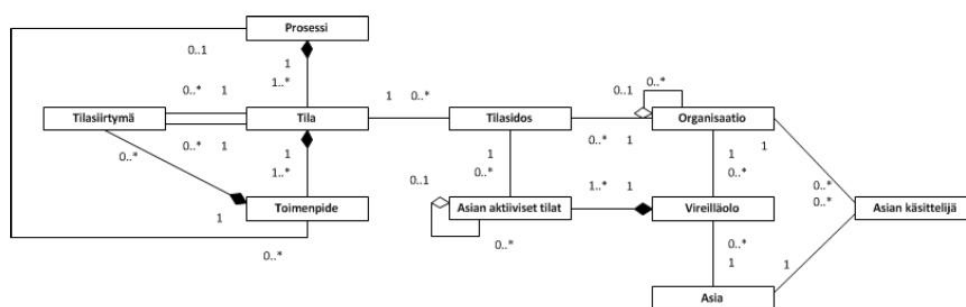 Prosessi
0..1
1
1..*
0..* 1
1 0..*
0..1
0..*
Tilasiirtymä
Tila
Tilasidos
Organisaatio
0..* 1
0..* 1
1
0..*
1
1..*
1
0..*
1
0..*
0..1
1..* 1
0..*
0..*
Toimenpide
Asian aktiiviset tilat
Vireilläolo
Asian käsittelijä
1
0..*
0..*
0..*
1
1
Asia